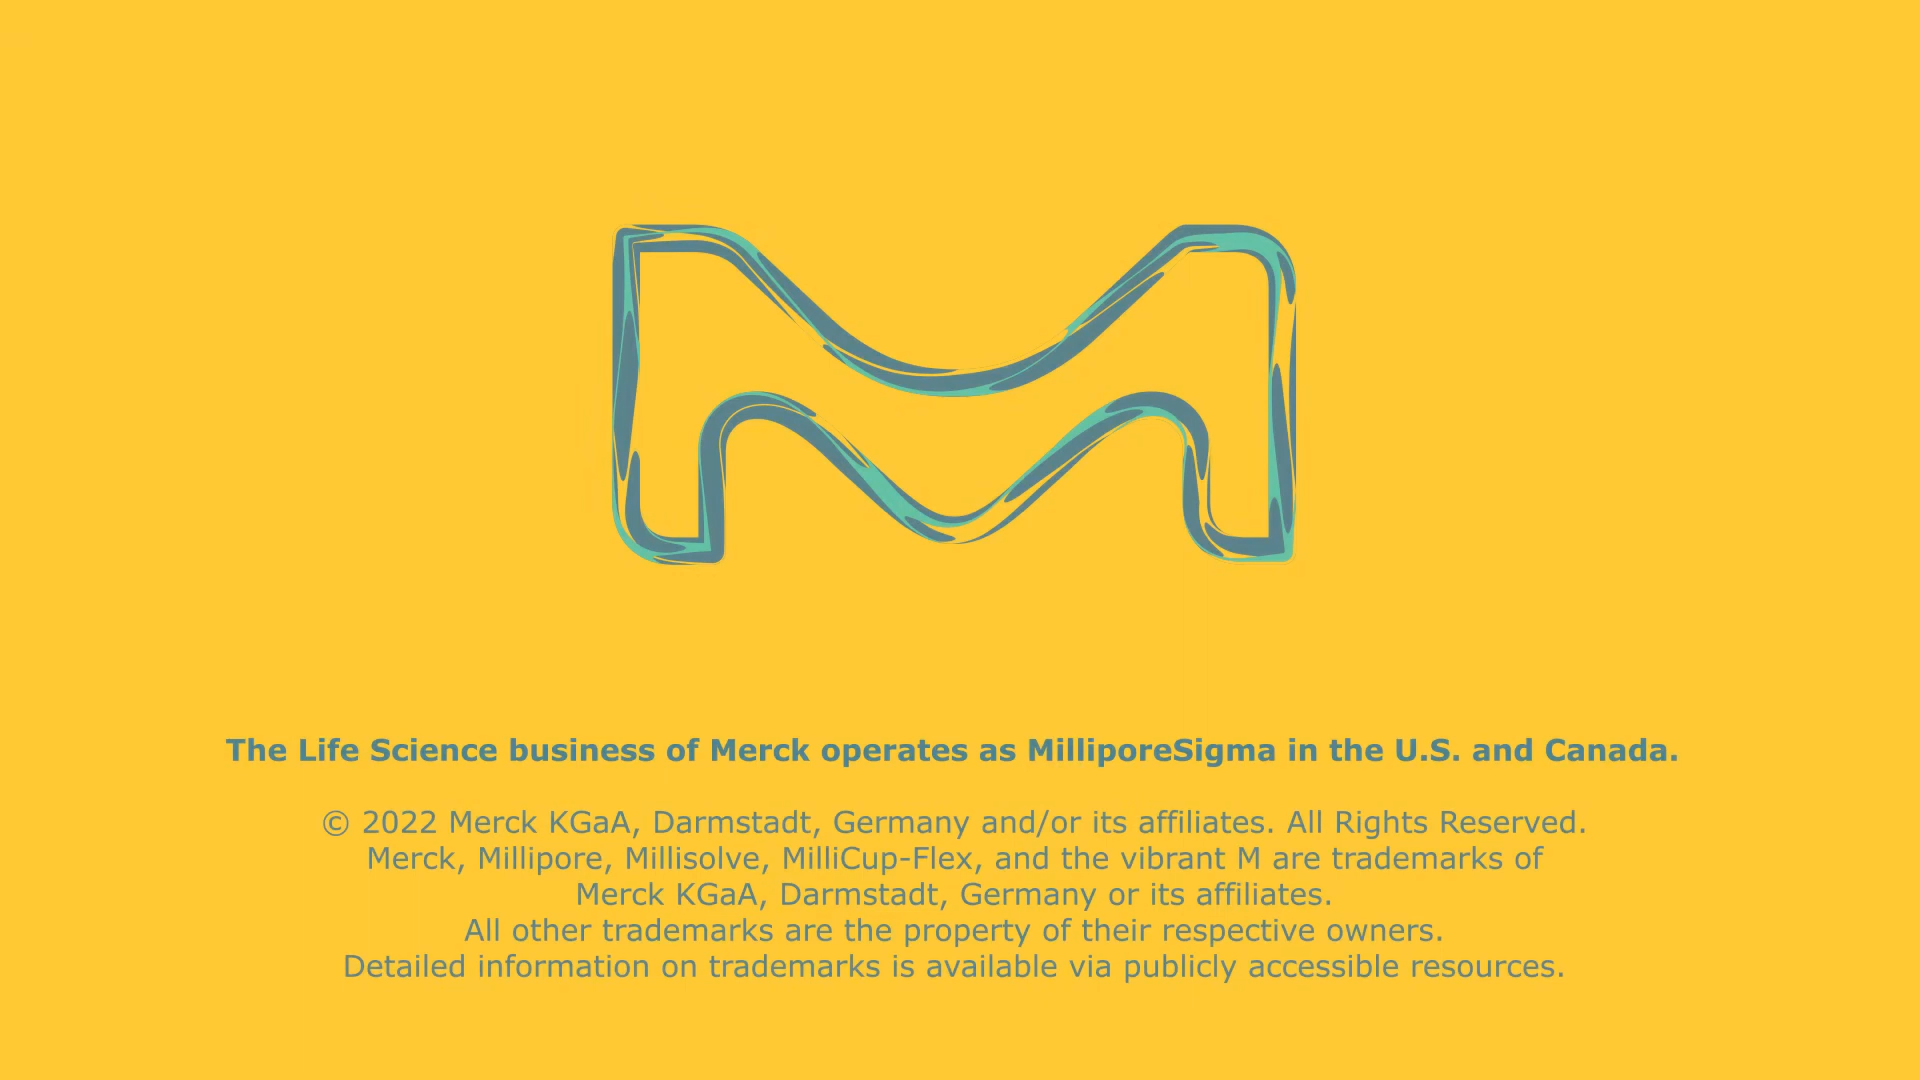 The Life Science business of Merck operates as MilliporeSigma in the U.S. and Canada.
© 2022 Merck KGaA, Darmstadt, Germany and/or its affiliates. All Rights Reserved.
Merck, Millipore, Millisolve, MilliCup-Flex, and the vibrant M are trademarks of
Merck KGaA, Darmstadt, Germany or its affiliates.
All other trademarks are the property of their respective owners.
Detailed information on trademarks is available via publicly accessible resources.